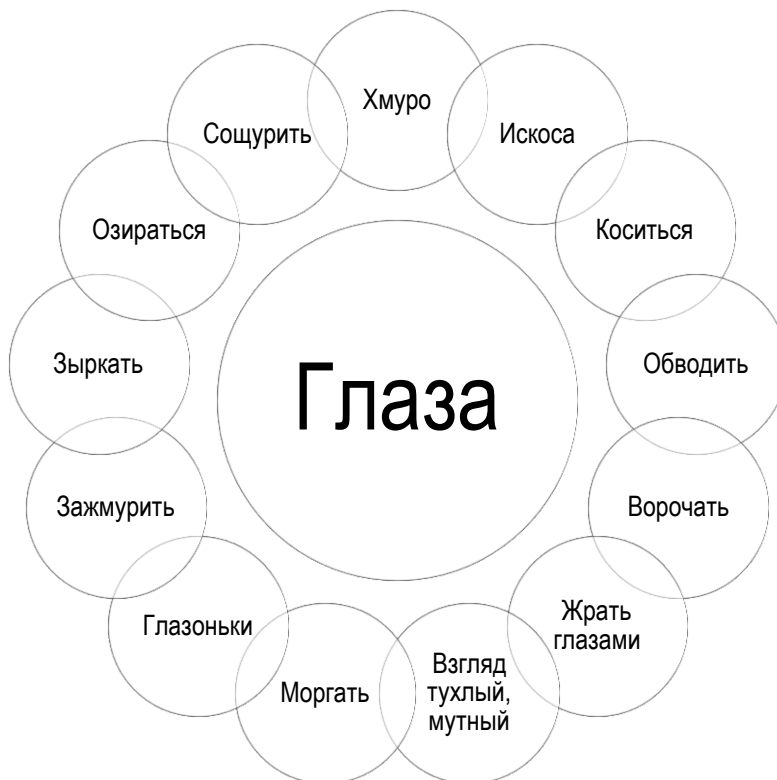 Хмуро
Искоса
Коситься
Обводить
Ворочать
Жрать
глазами
Взгляд
тухлый,
мутный
Моргать
Глазоньки
Зажмурить
Зыркать
Озираться
Сощурить
Глаза